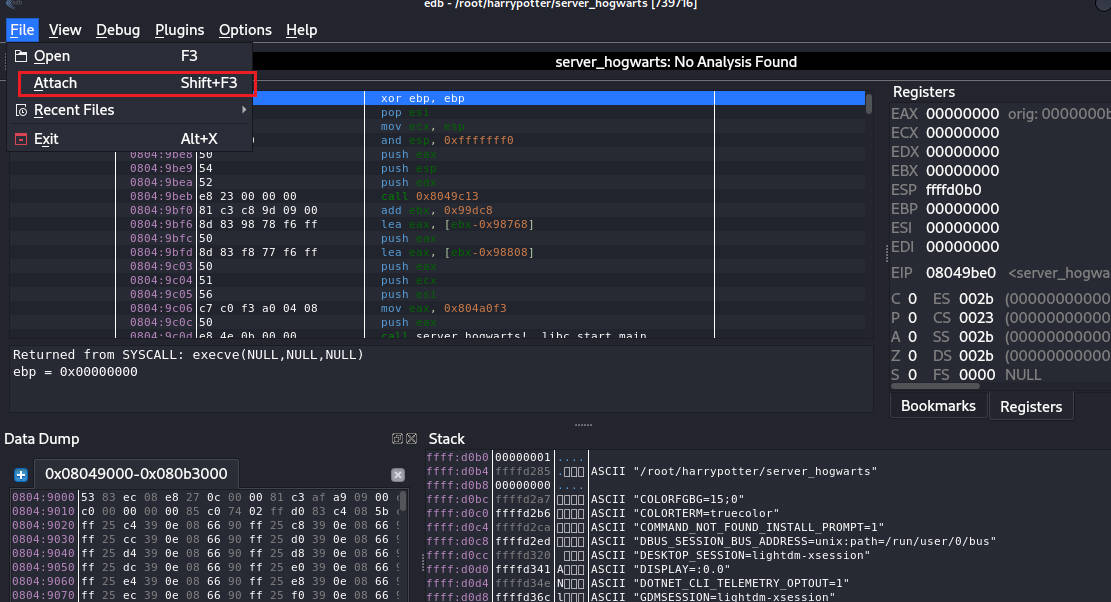 edb - /root/harrypotter/server_hogwarts [739716]
File View Debug Plugins Options Help
Open F3
Attach Shift+F3
Recent Files
Exit Alt+X
server_hogwarts: No Analysis Found
xor ebp, ebp
pop esi
mov ecx, esp
and esp, 0xfffffff0
0804:9be8 50 push eax
0804:9be9 54 push esp
0804:9bea 52 push edx
0804:9beb e8 23 00 00 00 call 0x8049c13
0804:9bf0 81 c3 c8 9d 09 00 add ebx, 0x99dc8
0804:9bf6 8d 83 98 78 f6 ff lea eax, [ebx-0x98768]
0804:9bfc 50 push eax
0804:9bfd 8d 83 f8 77 f6 ff lea eax, [ebx-0x98808]
0804:9c03 50 push eax
0804:9c04 51 push ecx
0804:9c05 56 push esi
0804:9c06 c7 c0 f3 a0 04 08 mov eax, 0x804a0f3
0804:9c0c 50 push eax
0804:9c0d e8 4e 0b 00 00 call server_hogwarts!__libc_start_main
Returned from SYSCALL: execve(NULL,NULL,NULL)
ebp = 0x00000000
Registers
EAX 00000000 orig: 0000000b
ECX 00000000
EDX 00000000
EBX 00000000
ESP ffffd0b0
EBP 00000000
ESI 00000000
EDI 00000000
EIP 08049be0 <server_hogwa
C 0 ES 002b (00000000000
P 0 CS 0023 (00000000000
A 0 SS 002b (00000000000
Z 0 DS 002b (00000000000
S 0 FS 0000 NULL
Bookmarks Registers
Data Dump
0x08049000-0x080b3000
0804:9000 53 83 ec 08 e8 27 0c 00 00 81 c3 af a9 09 00
0804:9010 c0 00 00 00 00 85 c0 74 02 ff d0 83 c4 08 5b
0804:9020 ff 25 c4 39 0e 08 66 90 ff 25 c8 39 0e 08 66
0804:9030 ff 25 cc 39 0e 08 66 90 ff 25 d0 39 0e 08 66
0804:9040 ff 25 d4 39 0e 08 66 90 ff 25 d8 39 0e 08 66
0804:9050 ff 25 dc 39 0e 08 66 90 ff 25 e0 39 0e 08 66
0804:9060 ff 25 e4 39 0e 08 66 90 ff 25 e8 39 0e 08 66
0804:9070 ff 25 ec 39 0e 08 66 90 ff 25 f0 39 0e 08 66
Stack
ffff:d0b0 00000001 ....
ffff:d0b4 ffffd285 ASCII "/root/harrypotter/server_hogwarts"
ffff:d0b8 00000000 ....
ffff:d0bc ffffd2a7 ASCII "COLORFGBG=15;0"
ffff:d0c0 ffffd2b6 ASCII "COLORTERM=truecolor"
ffff:d0c4 ffffd2ca ASCII "COMMAND_NOT_FOUND_INSTALL_PROMPT=1"
ffff:d0c8 ffffd2ed ASCII "DBUS_SESSION_BUS_ADDRESS=unix:path=/run/user/0/bus"
ffff:d0cc ffffd320 ASCII "DESKTOP_SESSION=lightdm-xsession"
ffff:d0d0 ffffd341 A ASCII "DISPLAY=:0.0"
ffff:d0d4 ffffd34e N ASCII "DOTNET_CLI_TELEMETRY_OPTOUT=1"
ffff:d0d8 ffffd36c l ASCII "GDMSESSION=lightdm-xsession"